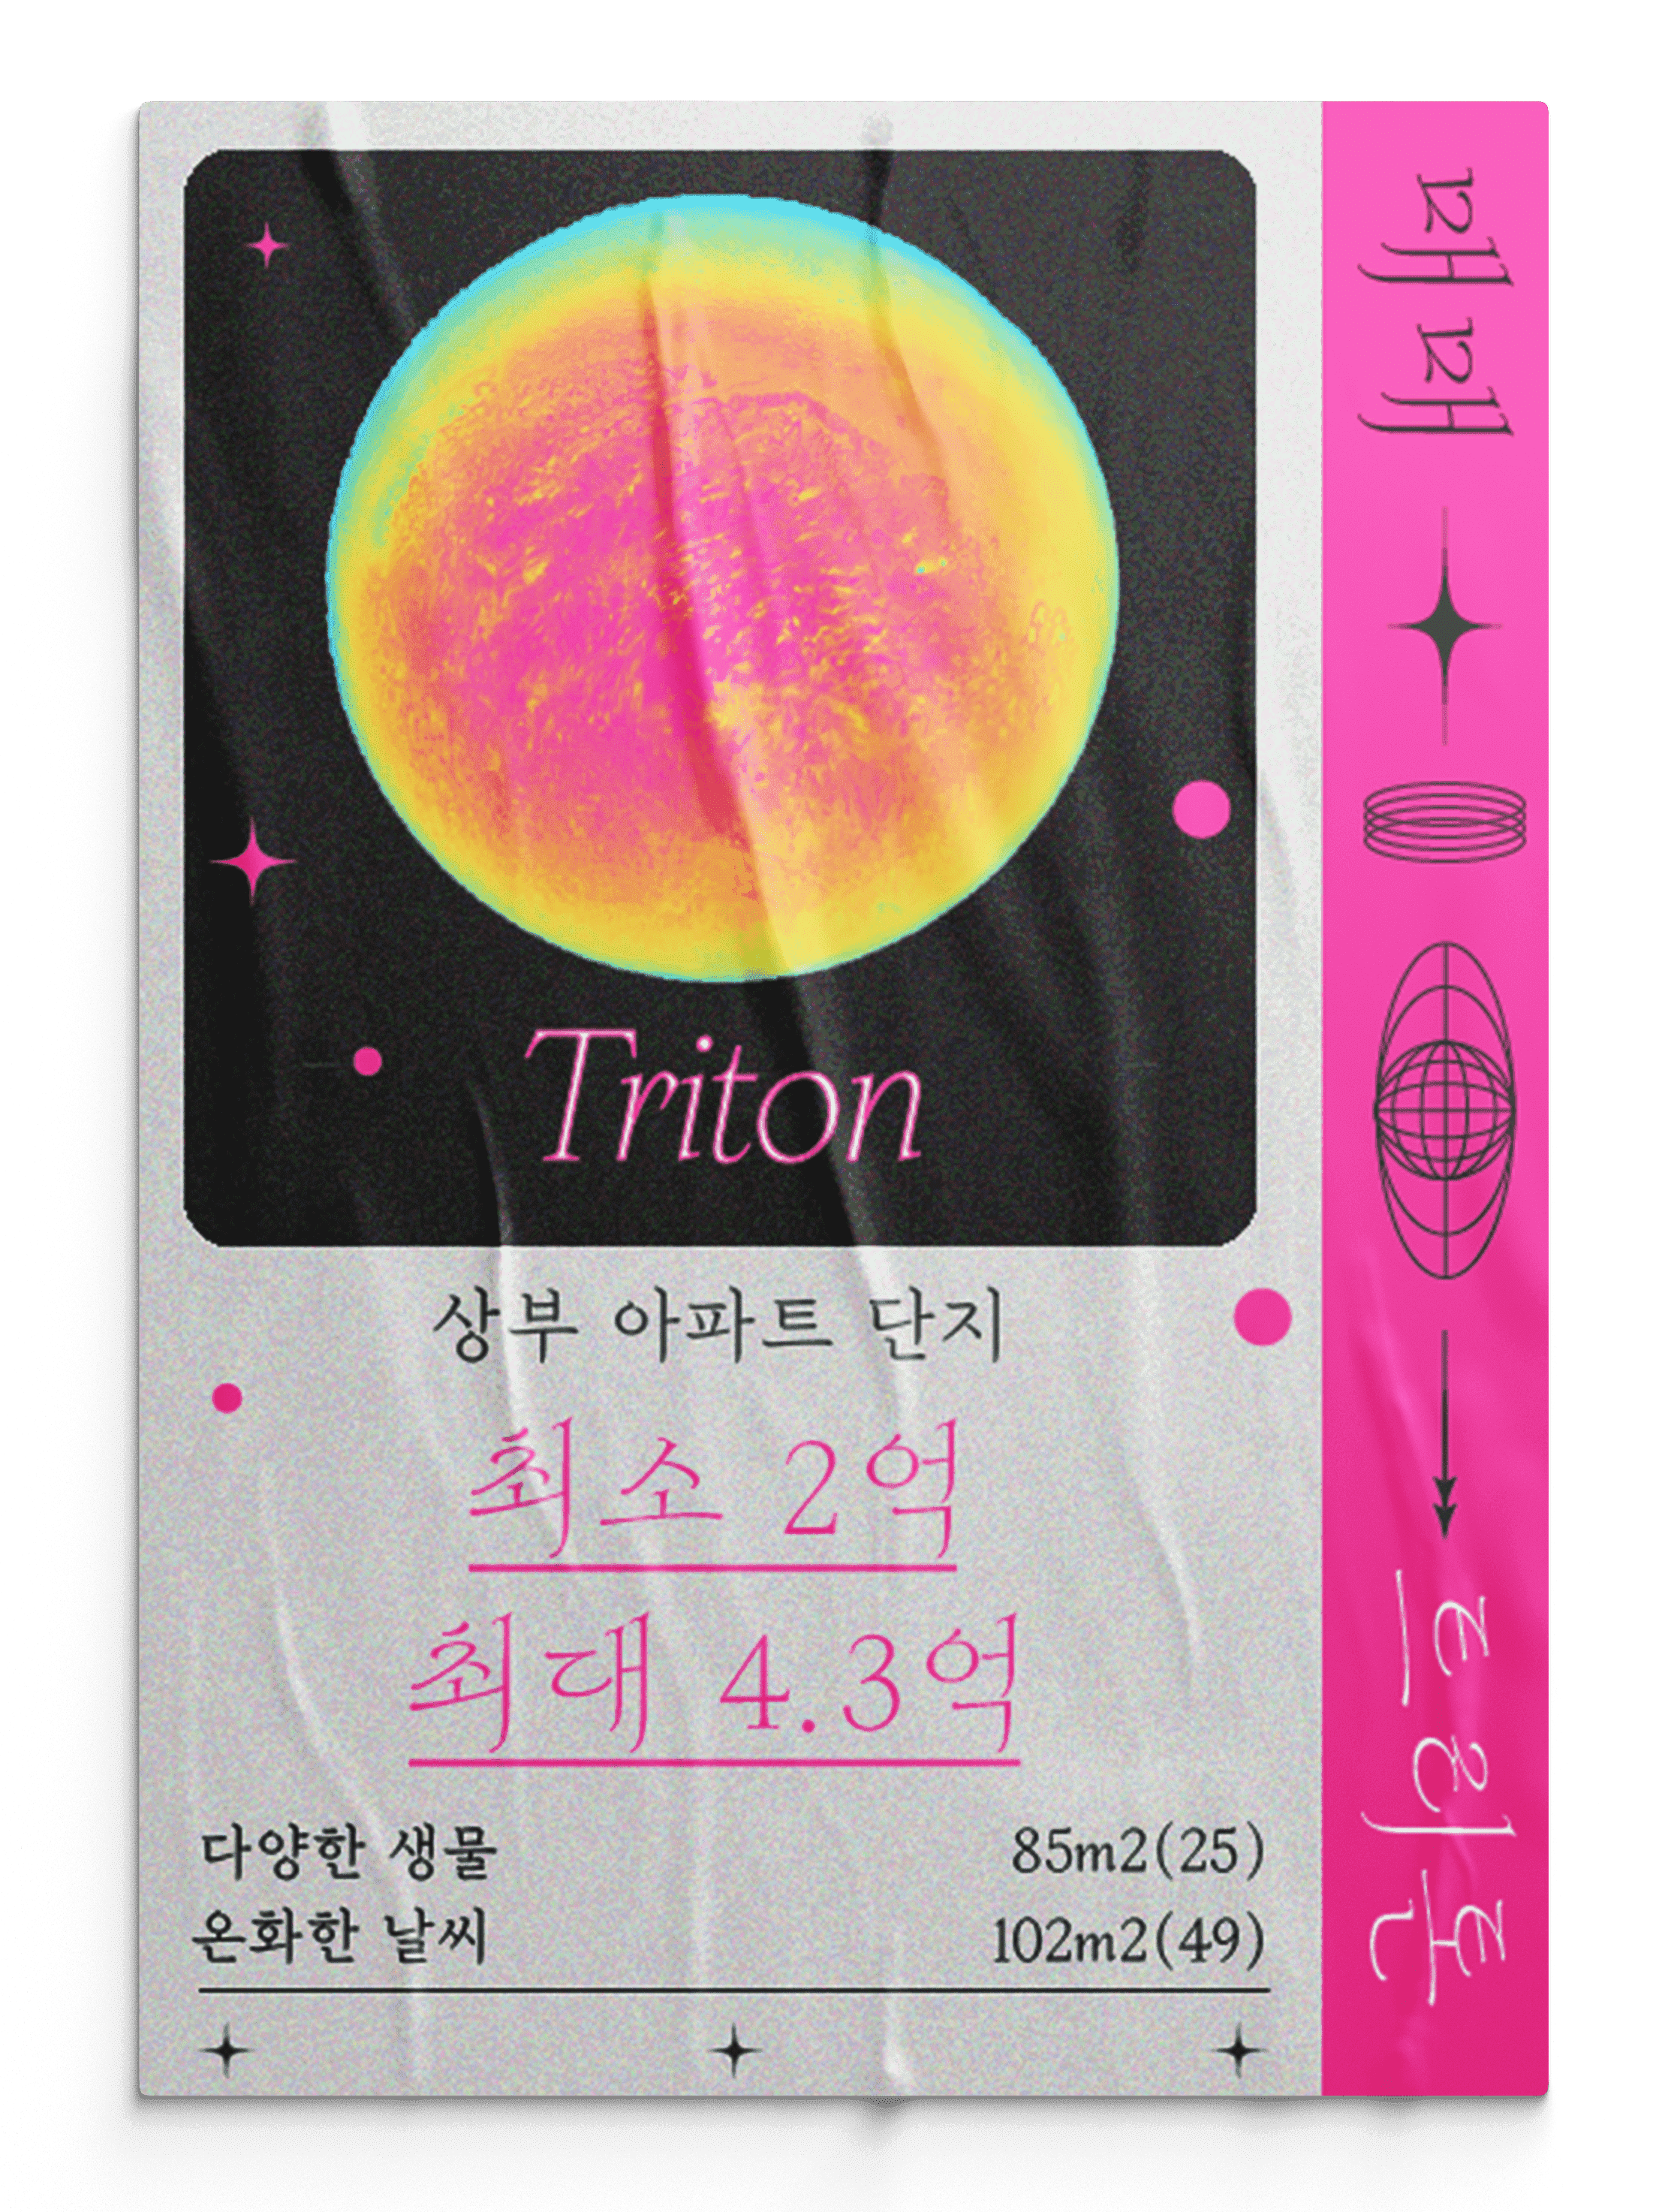 Triton
상부 아파트 단지
최소 2억
최대 4.3억
다양한 생물
온화한 날씨
85m2(25)
102m2(49)
매매
트리톤